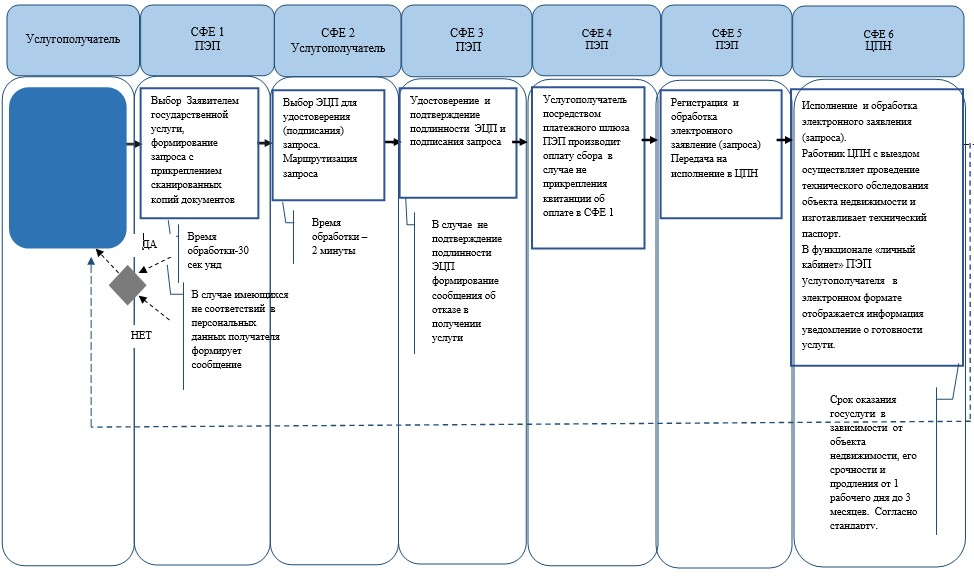 Услугополучатель
СФЕ 1
ПЭП
СФЕ 2
Услугополучатель
СФЕ 3
ПЭП
СФЕ 4
ПЭП
СФЕ 5
ПЭП
СФЕ 6
ЦПН
Выбор Заявителем
государственной
услуги,
формирование
запроса с
прикреплением
сканированных
копий документов
Выбор ЭЦП для
удостоверения
(подписания)
запроса.
Маршрутизация
запроса
Удостоверение и
подтверждение
подлинности ЭЦП и
подписания запроса
Услугополучатель
посредством
платежного шлюза
ПЭП производит
оплату сбора в
случае не
прикрепления
квитанции об
оплате в СФЕ 1
Регистрация и
обработка
электронного
заявление (запроса)
Передача на
исполнение в ЦПН
Исполнение и обработка
электронного заявления
(запроса).
Работник ЦПН с выездом
осуществляет проведение
технического обследования
объекта недвижимости и
изготавливает технический
паспорт.
В функционале «личный
кабинет» ПЭП
услугополучателя в
электронном формате
отображается информация
уведомление о готовности
услуги.
ДА
НЕТ
Время
обработки-30
сек унд
В случае имеющихся
не соответствий в
персональных
данных получателя
формирует
сообщение
Время
обработки –
2 минуты
В случае не
подтверждение
подлинности
ЭЦП
формирование
сообщения об
отказе в
получении
услуги
Срок оказания
госуслуги в
зависимости от
объекта
недвижимости, его
срочности и
продления от 1
рабочего дня до 3
месяцев. Согласно
стандарту.